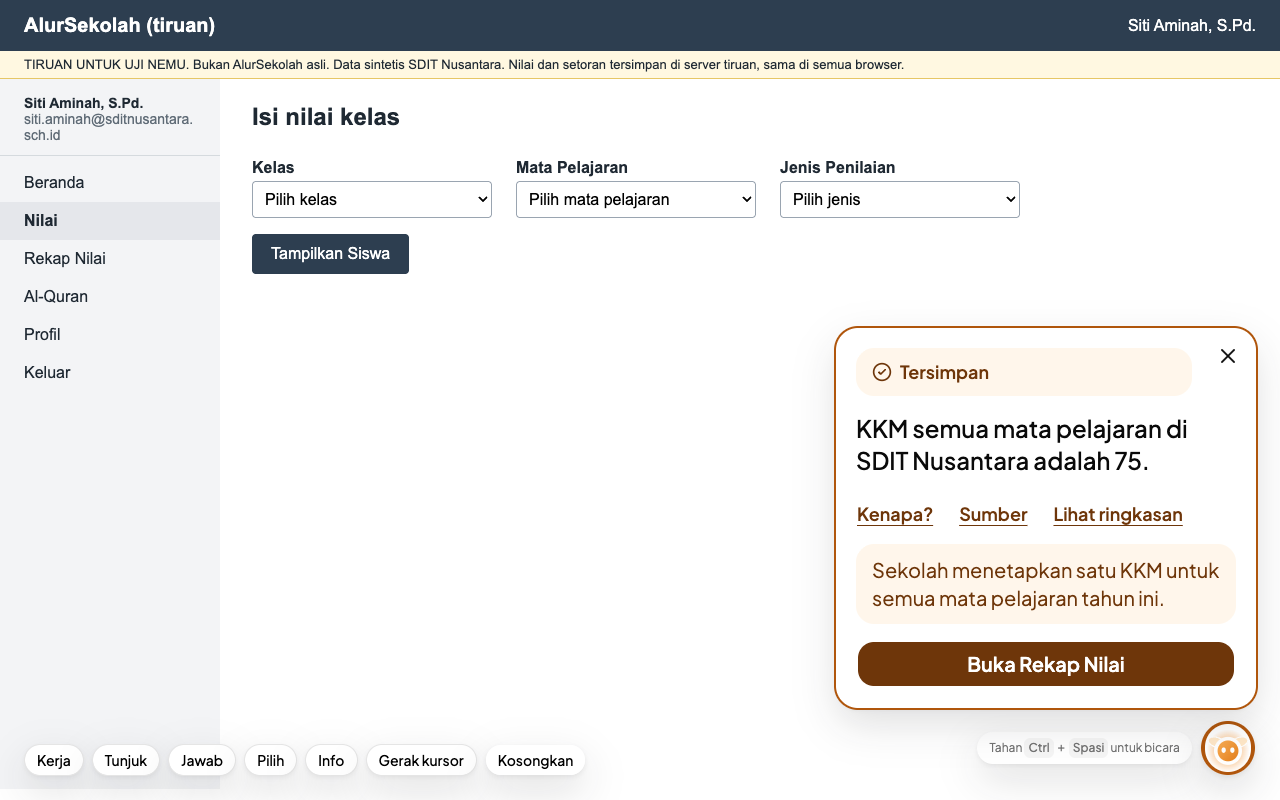 AlurSekolah (tiruan)
Siti Aminah, S.Pd.
TIRUAN UNTUK UJI NEMU. Bukan AlurSekolah asli. Data sintetis SDIT Nusantara. Nilai dan setoran tersimpan di server tiruan, sama di semua browser.
Siti Aminah, S.Pd.
siti.aminah@sditnusantara.
sch.id
Beranda
Nilai
Rekap Nilai
Al-Quran
Profil
Keluar
Isi nilai kelas
Kelas
Mata Pelajaran
Jenis Penilaian
Pilih kelas
Pilih mata pelajaran
Pilih jenis
Tampilkan Siswa
Tersimpan
KKM semua mata pelajaran di
SDIT Nusantara adalah 75.
Kenapa?
Sumber
Lihat ringkasan
Sekolah menetapkan satu KKM untuk
semua mata pelajaran tahun ini.
Buka Rekap Nilai
Kerja
Tunjuk
Jawab
Pilih
Info
Gerak kursor
Kosongkan
Tahan Ctrl + Spasi untuk bicara